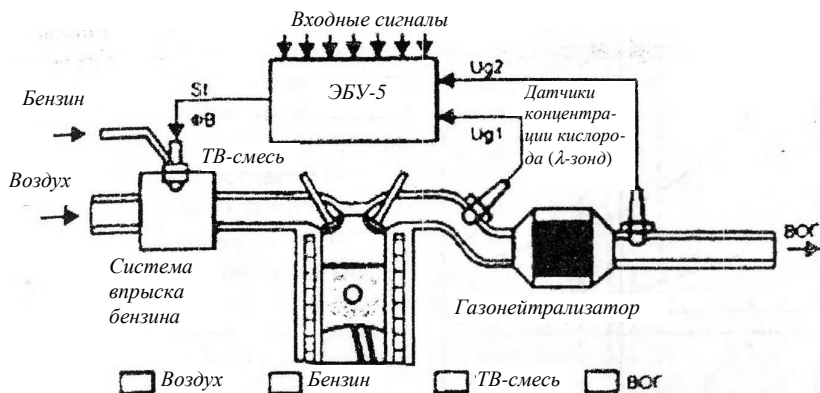 Входные сигналы
ЭБУ-5
Ug2
Ug1
St
ФВ
Бензин
ТВ-смесь
Воздух
Датчики
концентра-
ции кислоро-
да (λ-зонд)
ВОГ
Система
впрыска
бензина
Газонейтрализатор
Воздух
Бензин
ТВ-смесь
ВОГ